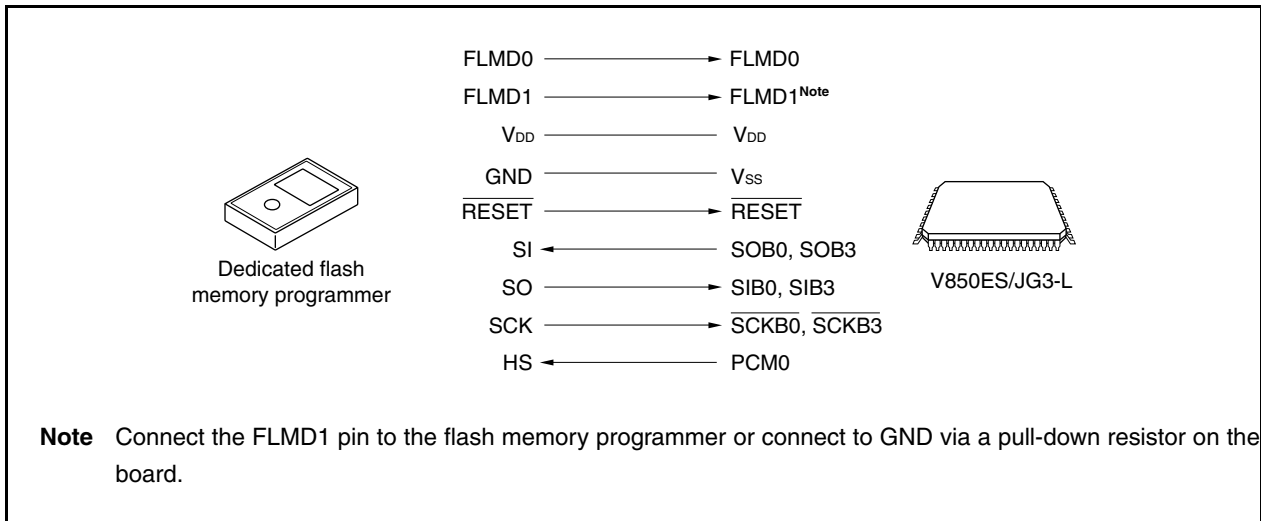 FLMD0 FLMD0
FLMD1 FLMD1Note
VDD VDD
GND VSS
RESET RESET
SI SOB0, SOB3
SO SIB0, SIB3
SCK SCKB0, SCKB3
HS PCM0
Dedicated flash
memory programmer
V850ES/JG3-L
Note Connect the FLMD1 pin to the flash memory programmer or connect to GND via a pull-down resistor on the
board.